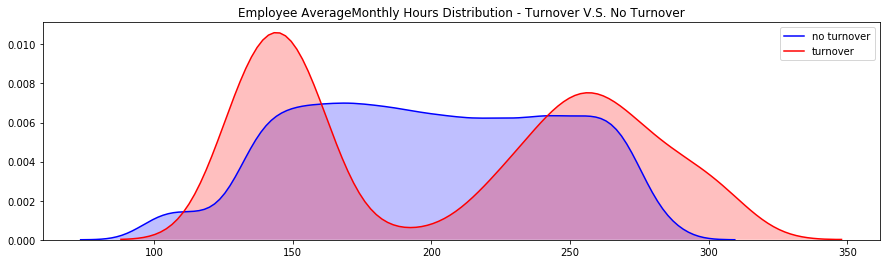 Employee AverageMonthly Hours Distribution - Turnover V.S. No Turnover
no turnover
turnover
0.010
0.008
0.006
0.004
0.002
0.000
100 150 200 250 300 350